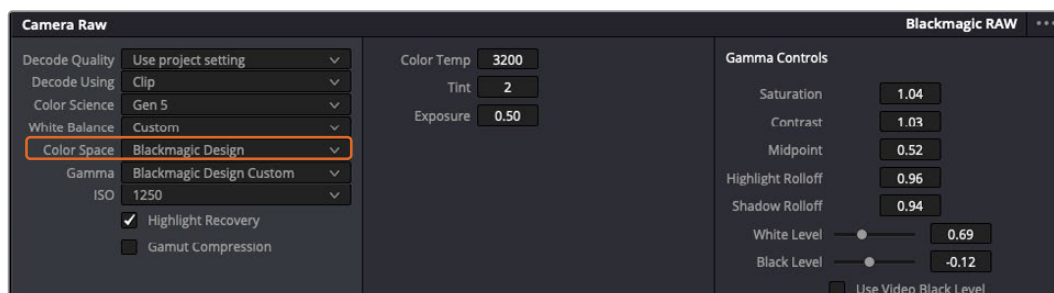 Camera Raw
Blackmagic RAW
Decode Quality Use project setting
Decode Using Clip
Color Science Gen 5
White Balance Custom
Color Space Blackmagic Design
Gamma Blackmagic Design Custom
ISO 1250
Highlight Recovery
Gamut Compression
Color Temp 3200
Tint 2
Exposure 0.50
Gamma Controls
Saturation 1.04
Contrast 1.03
Midpoint 0.52
Highlight Rolloff 0.96
Shadow Rolloff 0.94
White Level 0.69
Black Level -0.12
Use Video Black Level